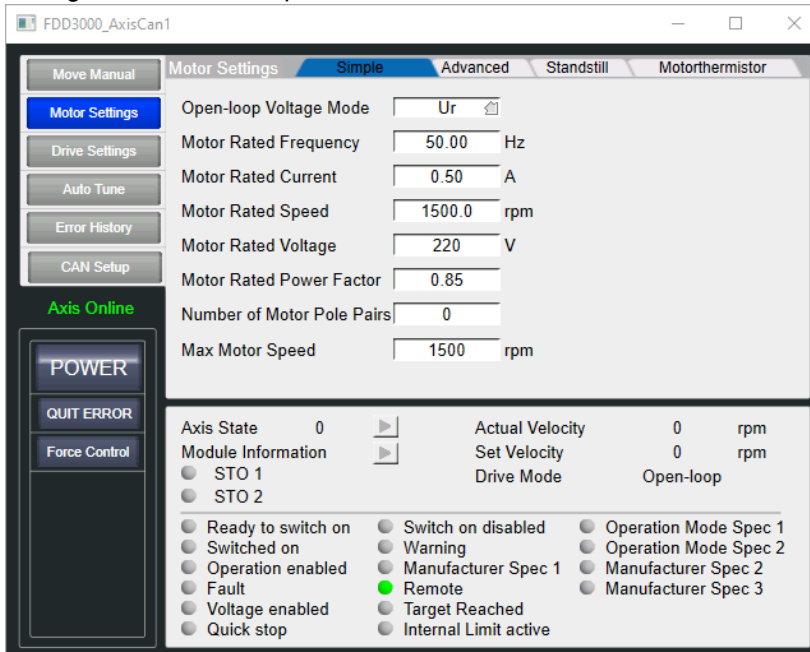 FDD3000_AxisCan1
Move Manual
Motor Settings
Drive Settings
Auto Tune
Error History
CAN Setup
Axis Online
POWER
QUIT ERROR
Force Control
Motor Settings Simple Advanced Standstill Motorthermistor
Open-loop Voltage Mode Ur
Motor Rated Frequency 50.00 Hz
Motor Rated Current 0.50 A
Motor Rated Speed 1500.0 rpm
Motor Rated Voltage 220 V
Motor Rated Power Factor 0.85
Number of Motor Pole Pairs 0
Max Motor Speed 1500 rpm
Axis State 0 Actual Velocity 0 rpm
Module Information Set Velocity 0 rpm
STO 1 Drive Mode Open-loop
STO 2
Ready to switch on Switch on disabled Operation Mode Spec 1
Switched on Warning Operation Mode Spec 2
Operation enabled Manufacturer Spec 1 Manufacturer Spec 2
Fault Remote Manufacturer Spec 3
Voltage enabled Target Reached
Quick stop Internal Limit active